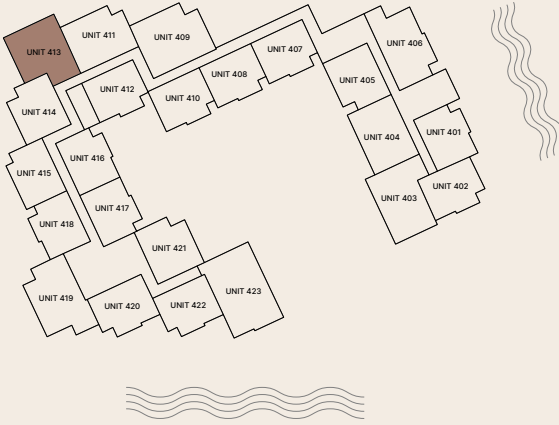 UNIT 413
UNIT 411
UNIT 409
UNIT 407
UNIT 406
UNIT 408
UNIT 405
UNIT 412
UNIT 410
UNIT 414
UNIT 404
UNIT 401
UNIT 416
UNIT 415
UNIT 402
UNIT 403
UNIT 417
UNIT 418
UNIT 421
UNIT 423
UNIT 419
UNIT 420
UNIT 422